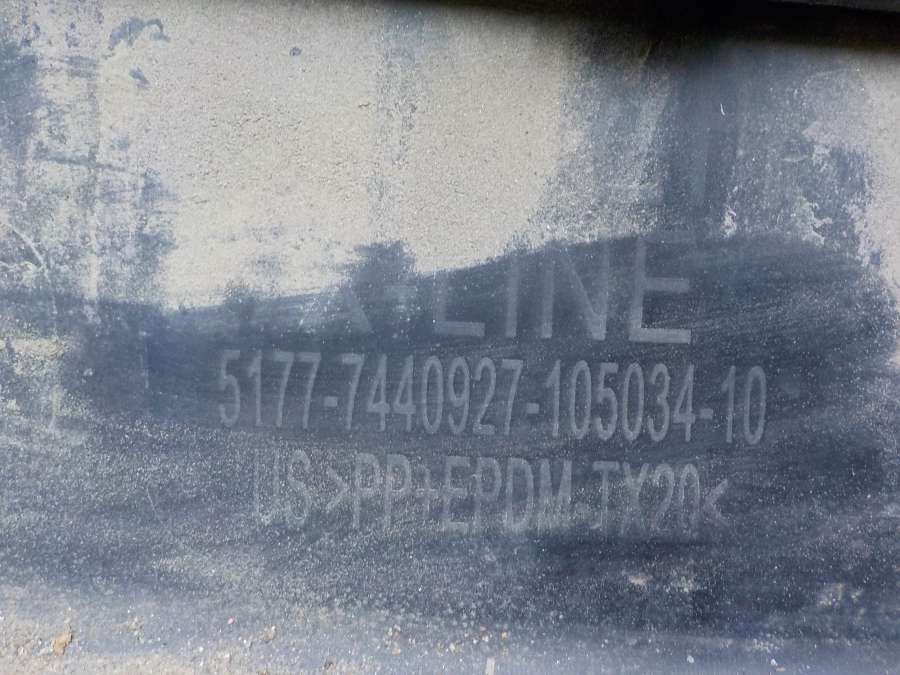 X-LINE
5177-7440927-105034-10
US >PP+EPDM-TX20<